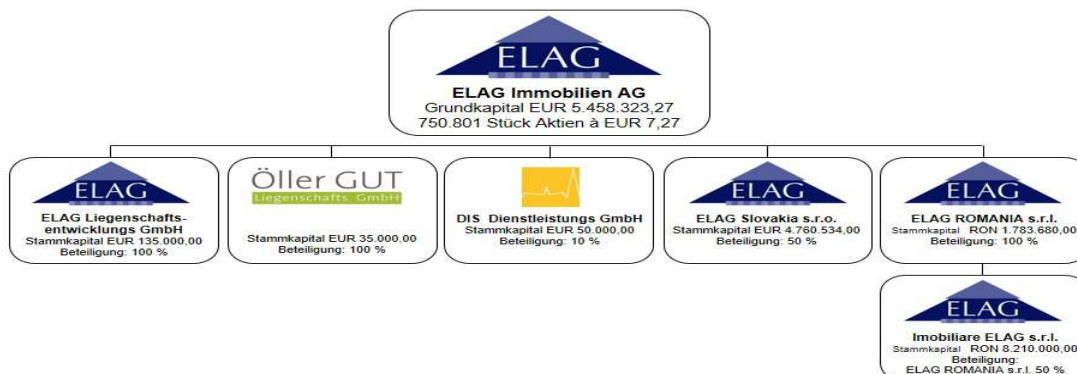 ELAG
ELAG Immobilien AG
Grundkapital EUR 5.458.323,27
750.801 Stück Aktien à EUR 7,27
ELAG
ELAG Liegenschafts-
entwicklungs GmbH
Stammkapital EUR 135.000,00
Beteiligung: 100 %
Öller GUT
Liegenschafts GmbH
Stammkapital EUR 35.000,00
Beteiligung: 100 %
DIS Dienstleistungs GmbH
Stammkapital EUR 50.000,00
Beteiligung: 10 %
ELAG
ELAG Slovakia s.r.o.
Stammkapital EUR 4.760.534,00
Beteiligung: 50 %
ELAG
ELAG ROMANIA s.r.l.
Stammkapital RON 1.783.680,00
Beteiligung: 100 %
ELAG
Imobiliare ELAG s.r.l.
Stammkapital RON 8.210.000,00
Beteiligung:
ELAG ROMANIA s.r.l. 50 %